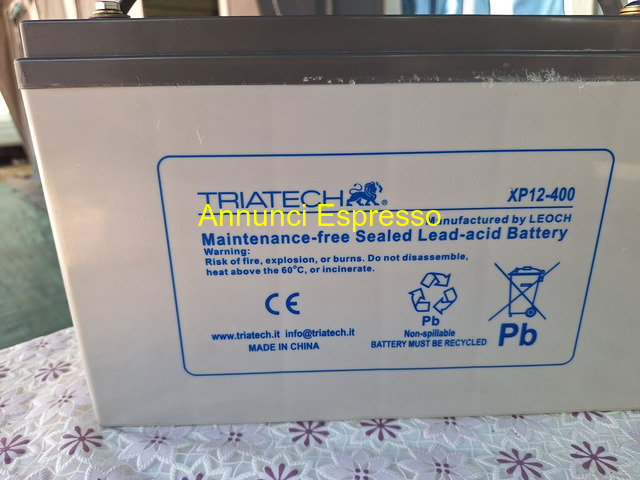 TRIATECH®
XP12-400
Annunci Espresso
Manufactured by LEOCH
Maintenance-free Sealed Lead-acid Battery
Warning:
Risk of fire, explosion, or burns. Do not disassemble,
heat above the 60°C, or incinerate.
CE
Pb
Non-spillable
BATTERY MUST BE RECYCLED
Pb
www.triatech.it info@triatech.it
MADE IN CHINA